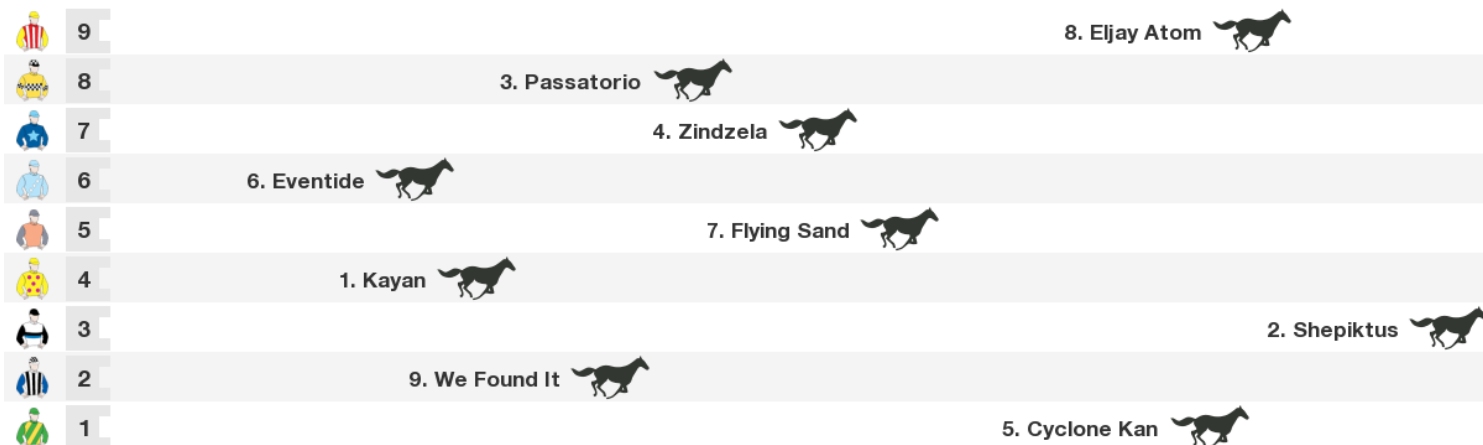 9 8. Eljay Atom
8 3. Passatorio
7 4. Zindzela
6 6. Eventide
5 7. Flying Sand
4 1. Kayan
3 2. Shepiktus
2 9. We Found It
1 5. Cyclone Kan